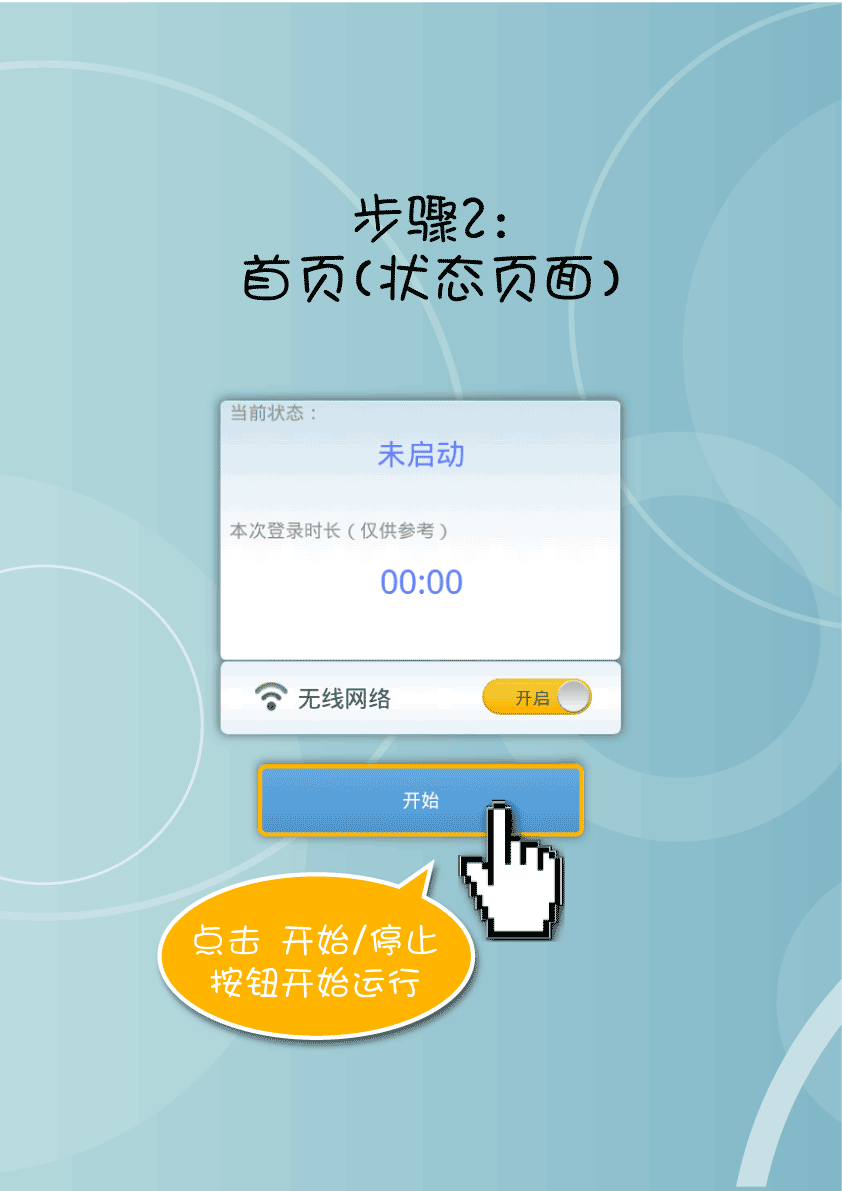 步骤2：
首页(状态页面)
当前状态：
未启动
本次登录时长（仅供参考）
00:00
无线网络
开启
开始
点击 开始/停止
按钮开始运行